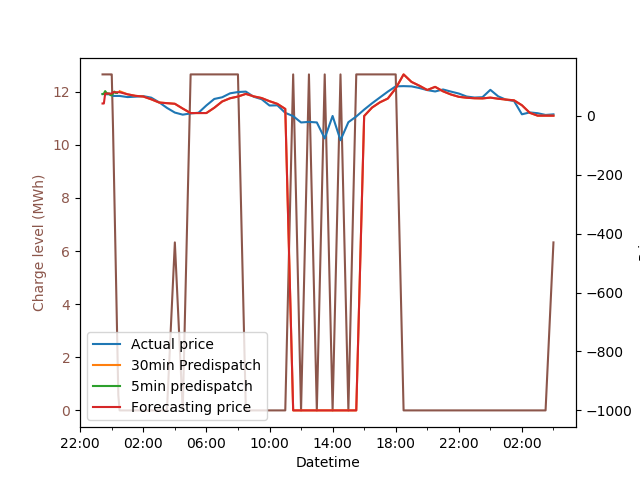 12
10
8
6
4
2
0
Charge level (MWh)
0
−200
−400
−600
−800
−1000
Actual price
30min Predispatch
5min predispatch
Forecasting price
22:00 02:00 06:00 10:00 14:00 18:00 22:00 02:00
Datetime